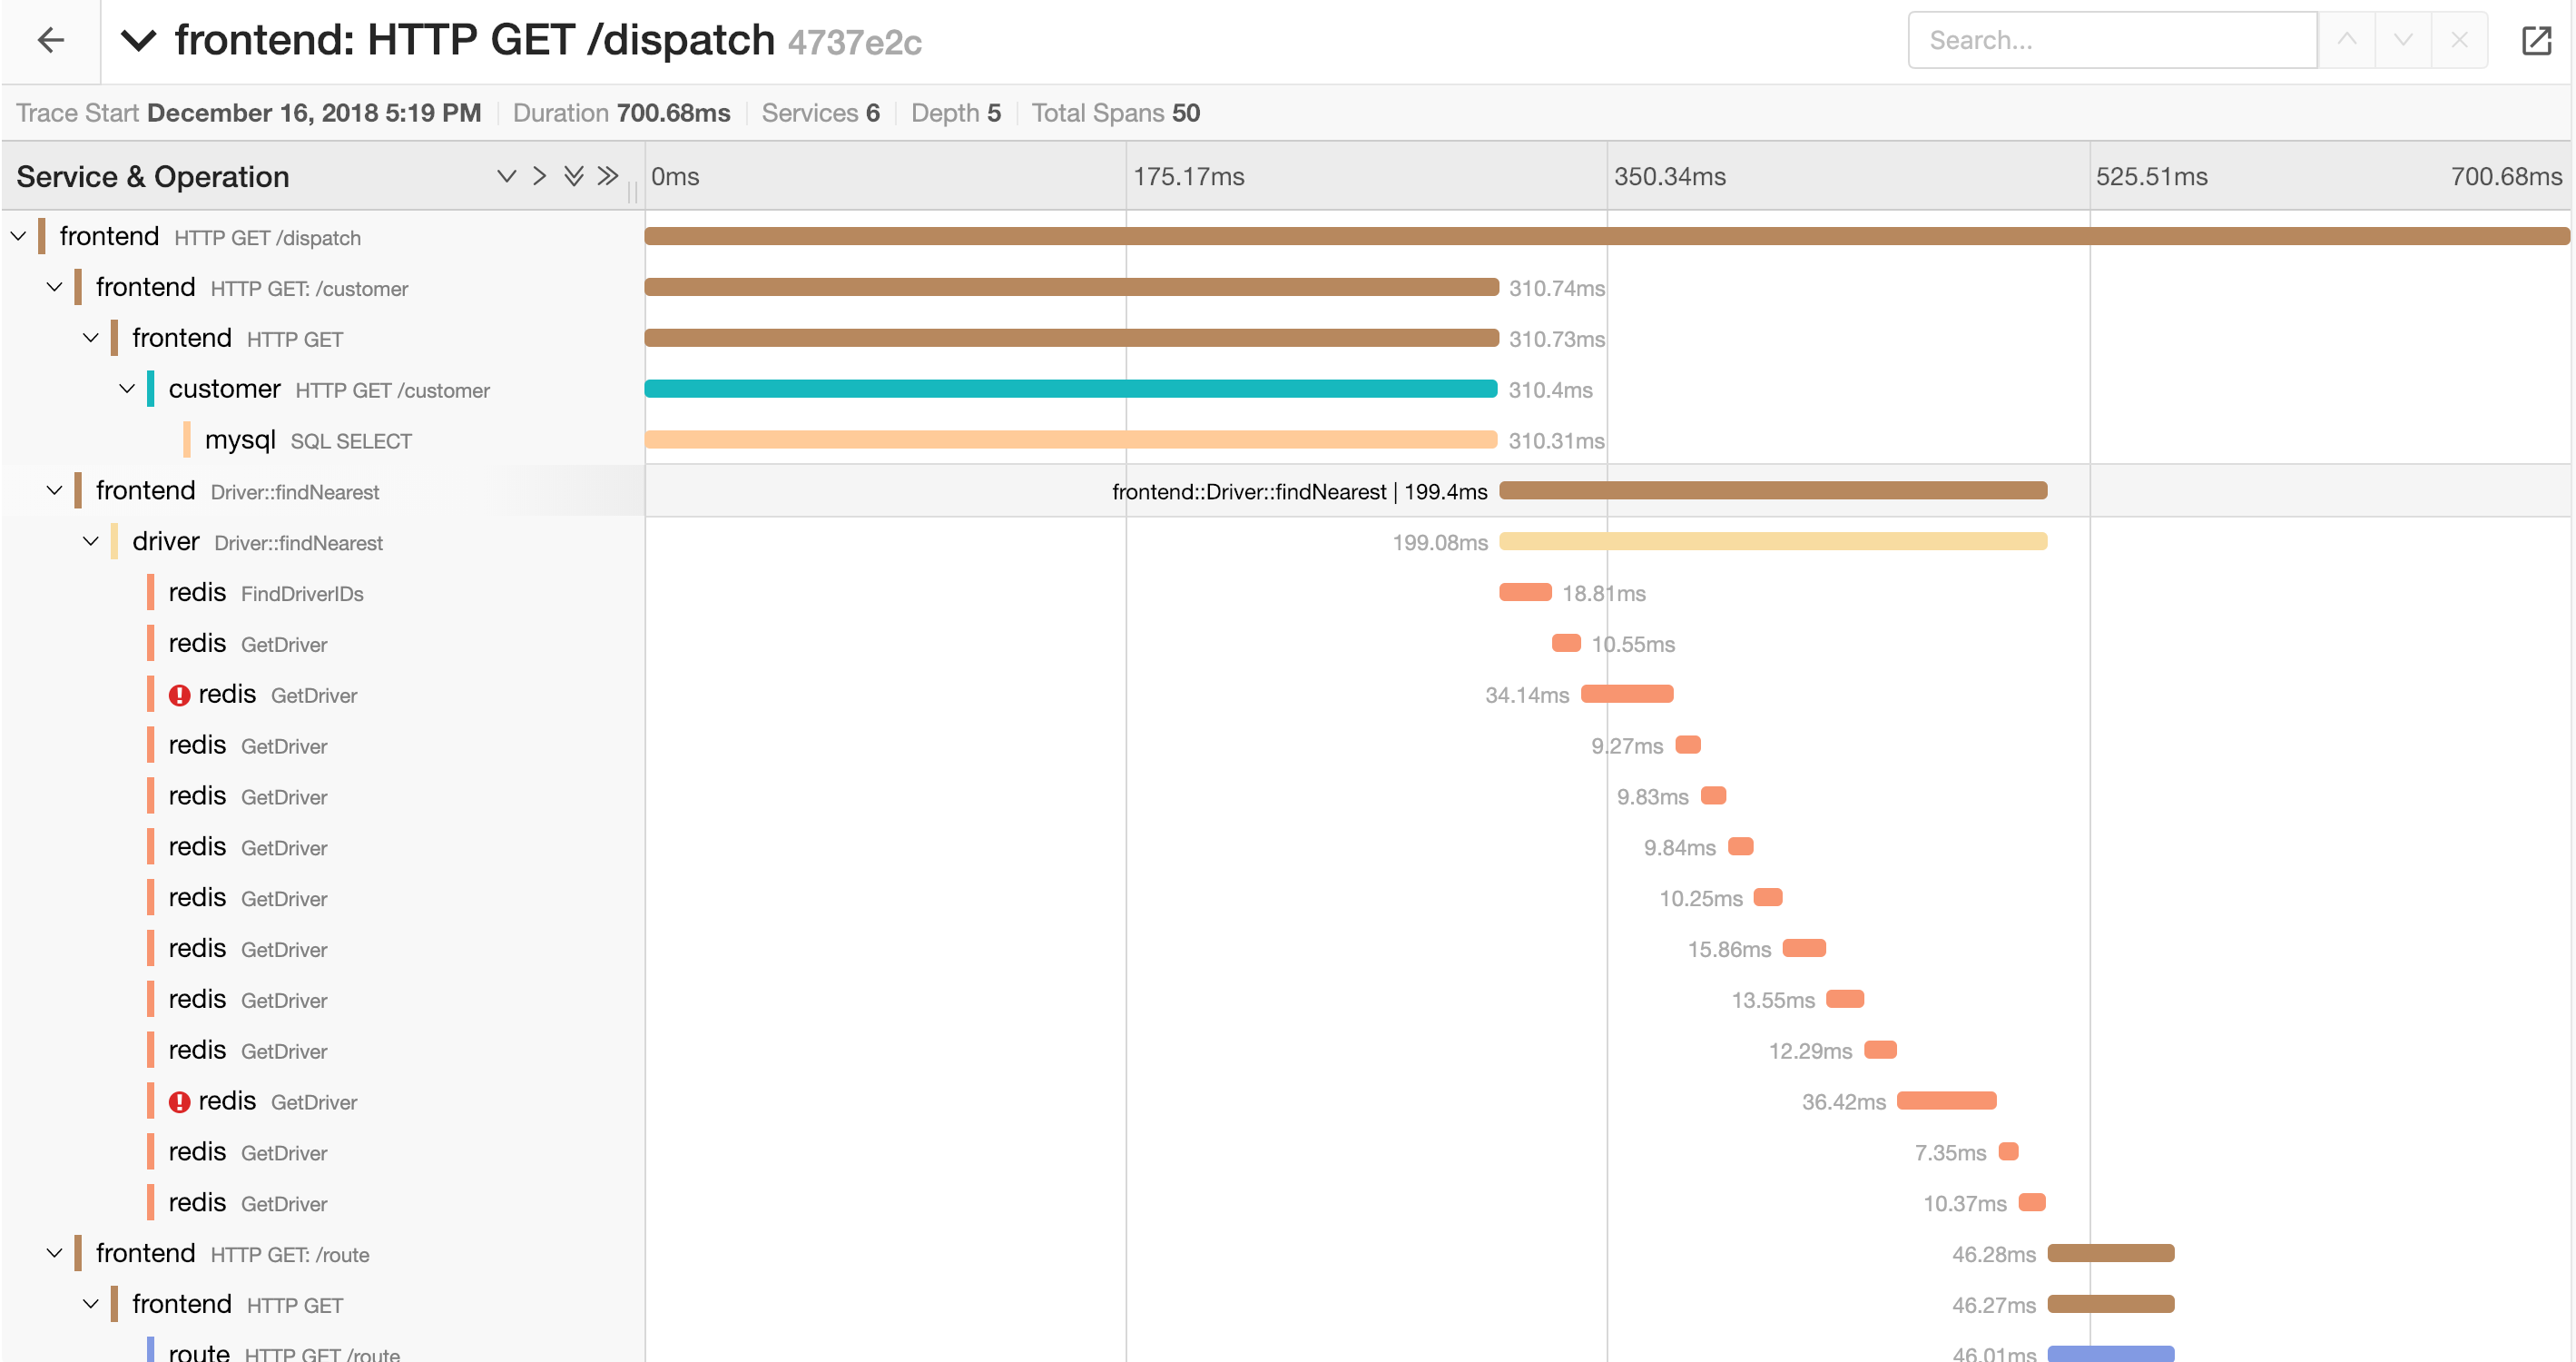 frontend: HTTP GET /dispatch 4737e2c
Search...
Trace Start December 16, 2018 5:19 PM Duration 700.68ms Services 6 Depth 5 Total Spans 50
Service & Operation 0ms 175.17ms 350.34ms 525.51ms 700.68ms
frontend HTTP GET /dispatch
frontend HTTP GET: /customer 310.74ms
frontend HTTP GET 310.73ms
customer HTTP GET /customer 310.4ms
mysql SQL SELECT 310.31ms
frontend Driver::findNearest frontend::Driver::findNearest | 199.4ms
driver Driver::findNearest 199.08ms
redis FindDriverIDs 18.81ms
redis GetDriver 10.55ms
redis GetDriver 34.14ms
redis GetDriver 9.27ms
redis GetDriver 9.83ms
redis GetDriver 9.84ms
redis GetDriver 10.25ms
redis GetDriver 15.86ms
redis GetDriver 13.55ms
redis GetDriver 12.29ms
redis GetDriver 36.42ms
redis GetDriver 7.35ms
redis GetDriver 10.37ms
frontend HTTP GET: /route 46.28ms
frontend HTTP GET 46.27ms
route HTTP GET /route 46.01ms